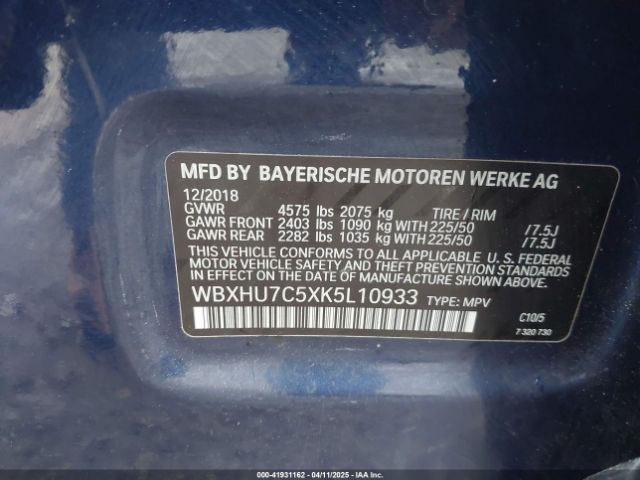 MFD BY BAYERISCHE MOTOREN WERKE AG
12/2018
GVWR 4575 lbs 2075 kg TIRE / RIM
GAWR FRONT 2403 lbs 1090 kg WITH 225/50 /7.5J
GAWR REAR 2282 lbs 1035 kg WITH 225/50 /7.5J
THIS VEHICLE CONFORMS TO ALL APPLICABLE U. S. FEDERAL
MOTOR VEHICLE SAFETY AND THEFT PREVENTION STANDARDS
IN EFFECT ON THE DATE OF MANUFACTURE SHOWN ABOVE.
WBXHU7C5XK5L10933 TYPE: MPV
C10/5
7 320 730
00-41931162 - 04/11/2025 - IAAI.COM